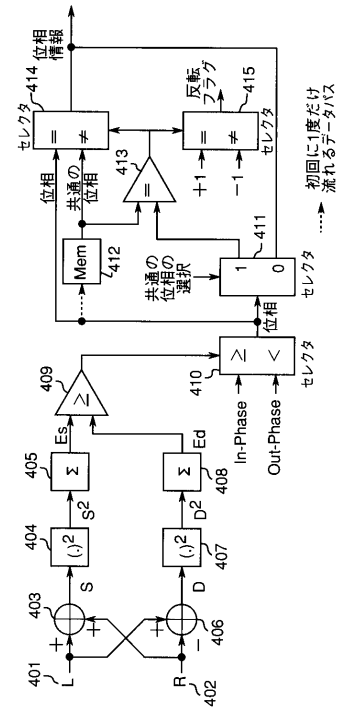 401
L
R
402
+
+
403
S
404
(.)²
S²
405
Σ
Es
409
≥
+
−
406
D
407
(.)²
D²
408
Σ
Ed
In-Phase
Out-Phase
410
≥
<
セレクタ
位相
共通の
位相の
選択
1
0
411
セレクタ
Mem
412
位相
共通の
位相
=
413
セレクタ
414
=
≠
位相
情報
+1
−1
=
≠
415
セレクタ
反転
フラグ
初回に1度だけ
流れるデータパス